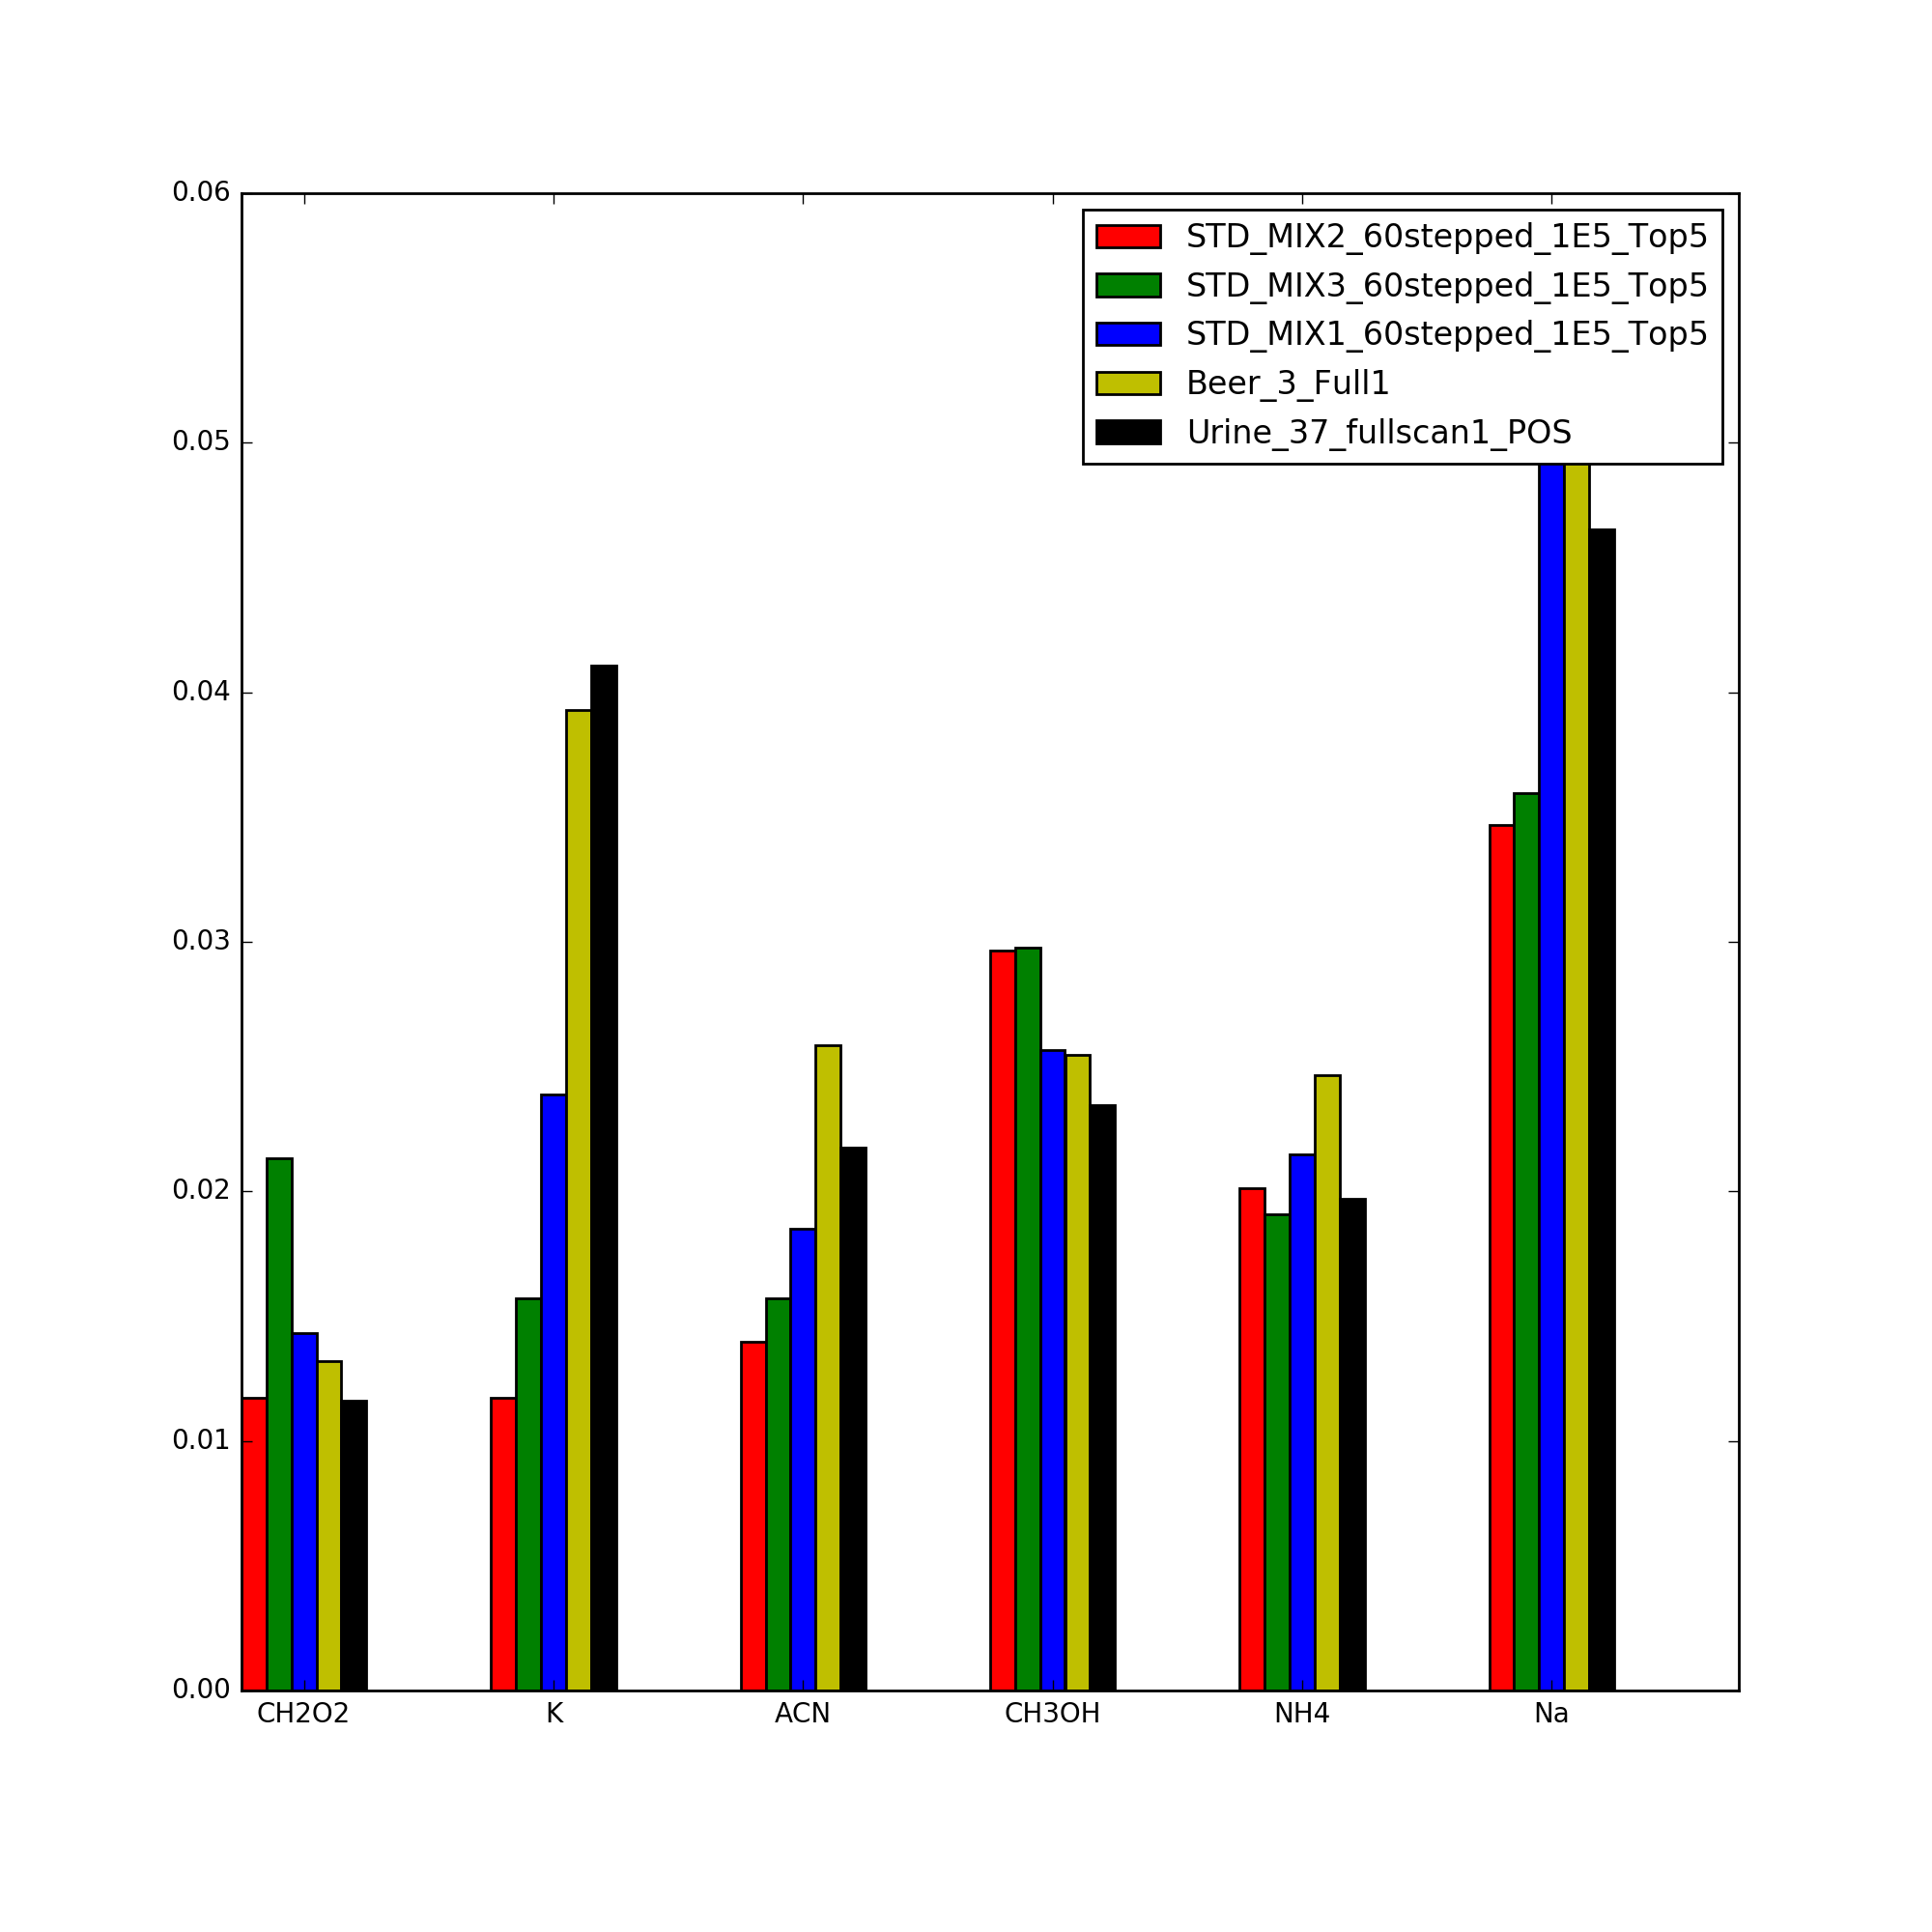 0.06
STD_MIX2_60stepped_1E5_Top5
STD_MIX3_60stepped_1E5_Top5
STD_MIX1_60stepped_1E5_Top5
Beer_3_Full1
Urine_37_fullscan1_POS
0.05
0.04
0.03
0.02
0.01
0.00
CH2O2 K ACN CH3OH NH4 Na